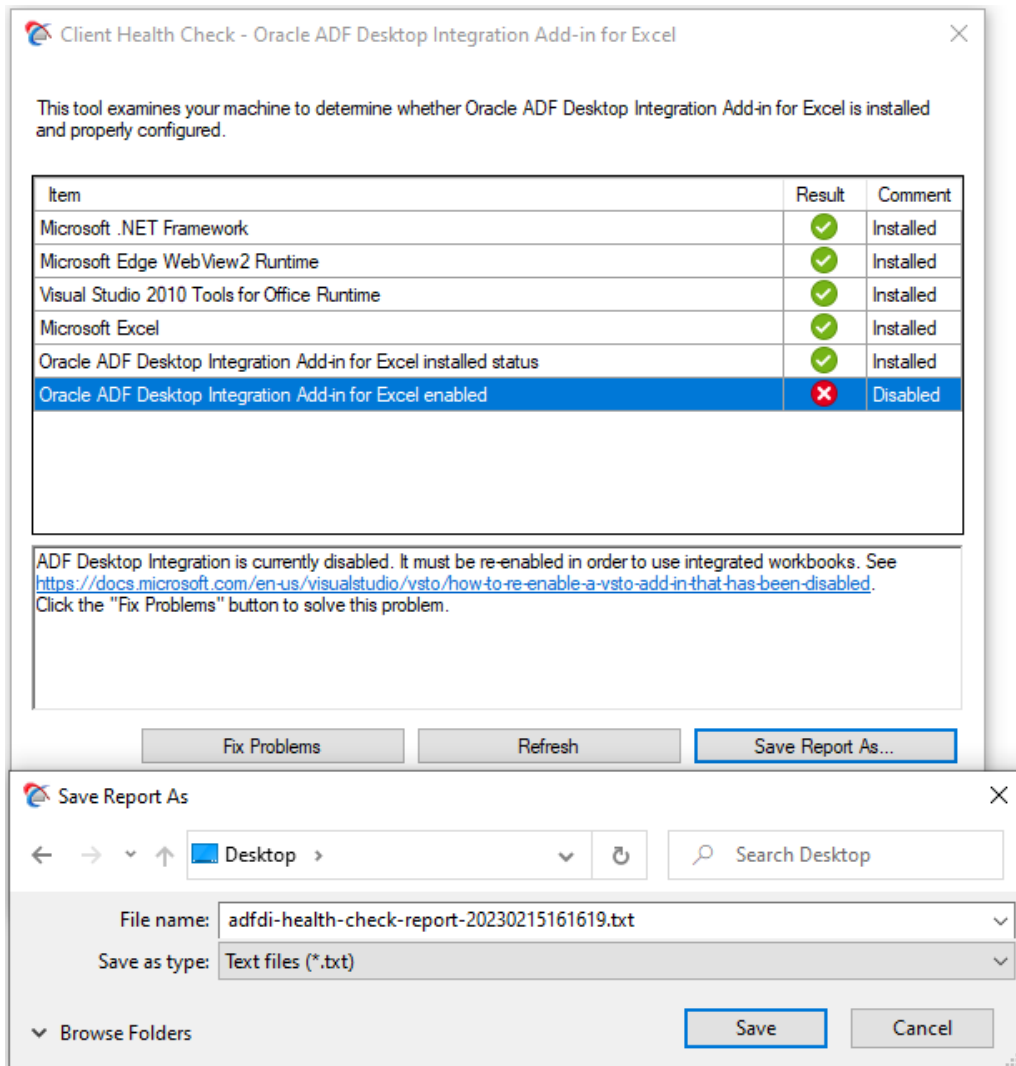 Client Health Check - Oracle ADF Desktop Integration Add-in for Excel
This tool examines your machine to determine whether Oracle ADF Desktop Integration Add-in for Excel is installed
and properly configured.
Item Result Comment
Microsoft .NET Framework Installed
Microsoft Edge WebView2 Runtime Installed
Visual Studio 2010 Tools for Office Runtime Installed
Microsoft Excel Installed
Oracle ADF Desktop Integration Add-in for Excel installed status Installed
Oracle ADF Desktop Integration Add-in for Excel enabled Disabled
ADF Desktop Integration is currently disabled. It must be re-enabled in order to use integrated workbooks. See
https://docs.microsoft.com/en-us/visualstudio/vsto/how-to-re-enable-a-vsto-add-in-that-has-been-disabled.
Click the "Fix Problems" button to solve this problem.
Fix Problems Refresh Save Report As...
Save Report As
Desktop Search Desktop
File name: adfdi-health-check-report-20230215161619.txt
Save as type: Text files (*.txt)
Browse Folders Save Cancel